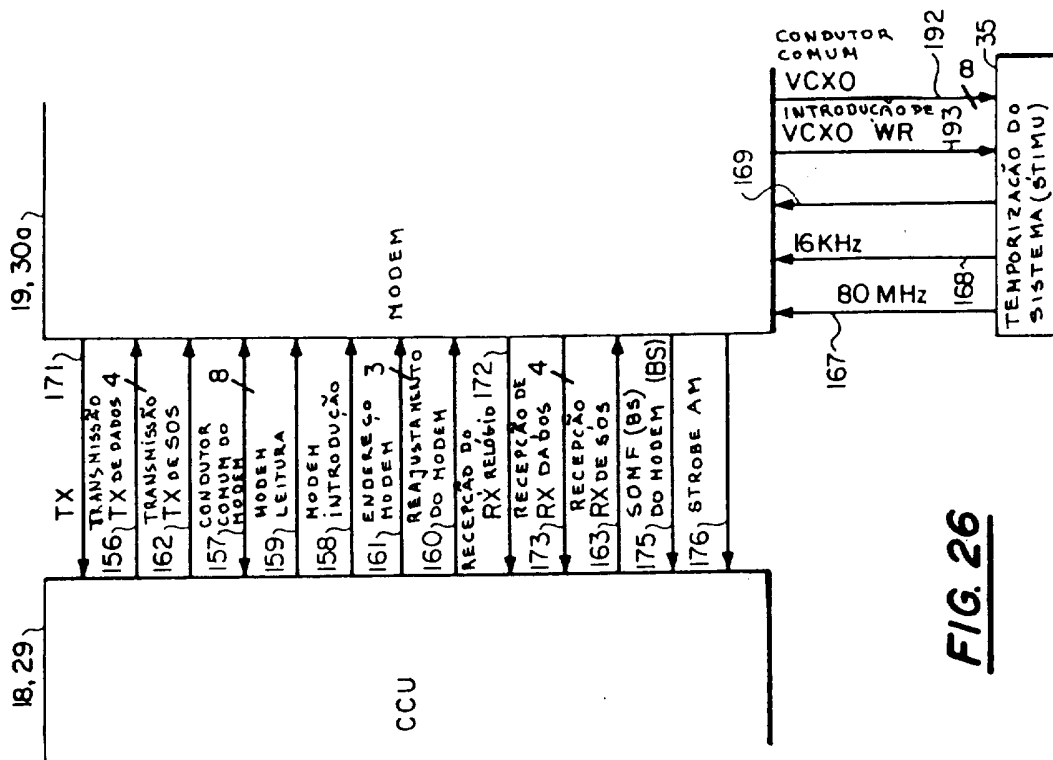 18, 29
CCU
19, 30a
MODEM
TX
171
TRANSMISSÃO
156 TX DE DADOS 4
TRANSMISSÃO
162 TX DE SOS
CONDUTOR
COMUM DO
157 MODEM 8
MODEM
159 LEITURA
MODEM
158 INTRODUÇÃO
ENDEREÇO
161 MODEM 3
REAJUSTAMENTO
160 DO MODEM
RECEPÇÃO DO
RX RELÓGIO 172
RECEPÇÃO DE
173 RX DADOS 4
RECEPÇÃO
163 RX DE SOS
SOMF (BS)
175 DO MODEM (BS)
176 STROBE AM
CONDUTOR
COMUM
VCXO
192
8
INTRODUÇÃO DE
VCXO WR
193
169
16KHz
168
80 MHz
167
35
TEMPORIZAÇÃO DO
SISTEMA (STIMU)
FIG. 26